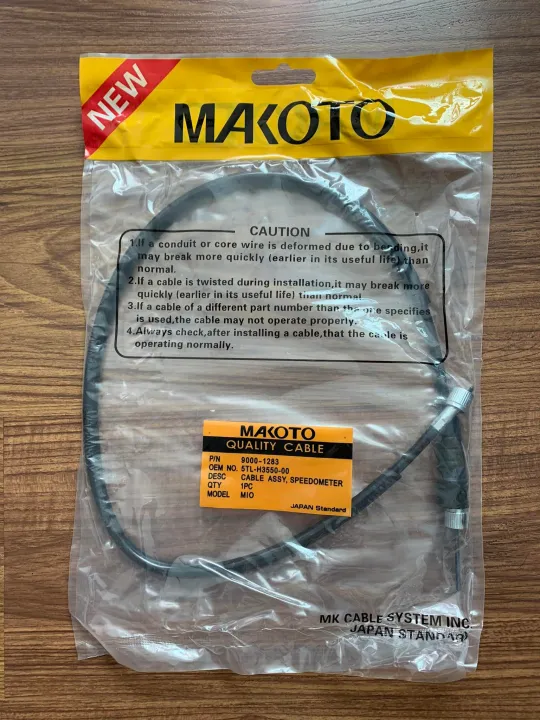 NEW
MAKOTO
CAUTION
1.If a conduit or core wire is deformed due to bending,it
may break more quickly (earlier in its useful life) than
normal.
2.If a cable is twisted during installation,it may break more
quickly (earlier in its useful life) than normal
3.If a cable of a different part number than the one specifies
is used,the cable may not operate properly.
4.Always check,after installing a cable,that the cable is
operating normally.
MAKOTO
QUALITY CABLE
P/N 9000-1283
OEM NO. 5TL-H3550-00
DESC CABLE ASSY, SPEEDOMETER
QTY 1PC
MODEL MIO
JAPAN Standard
MK CABLE SYSTEM INC.
JAPAN STANDARD